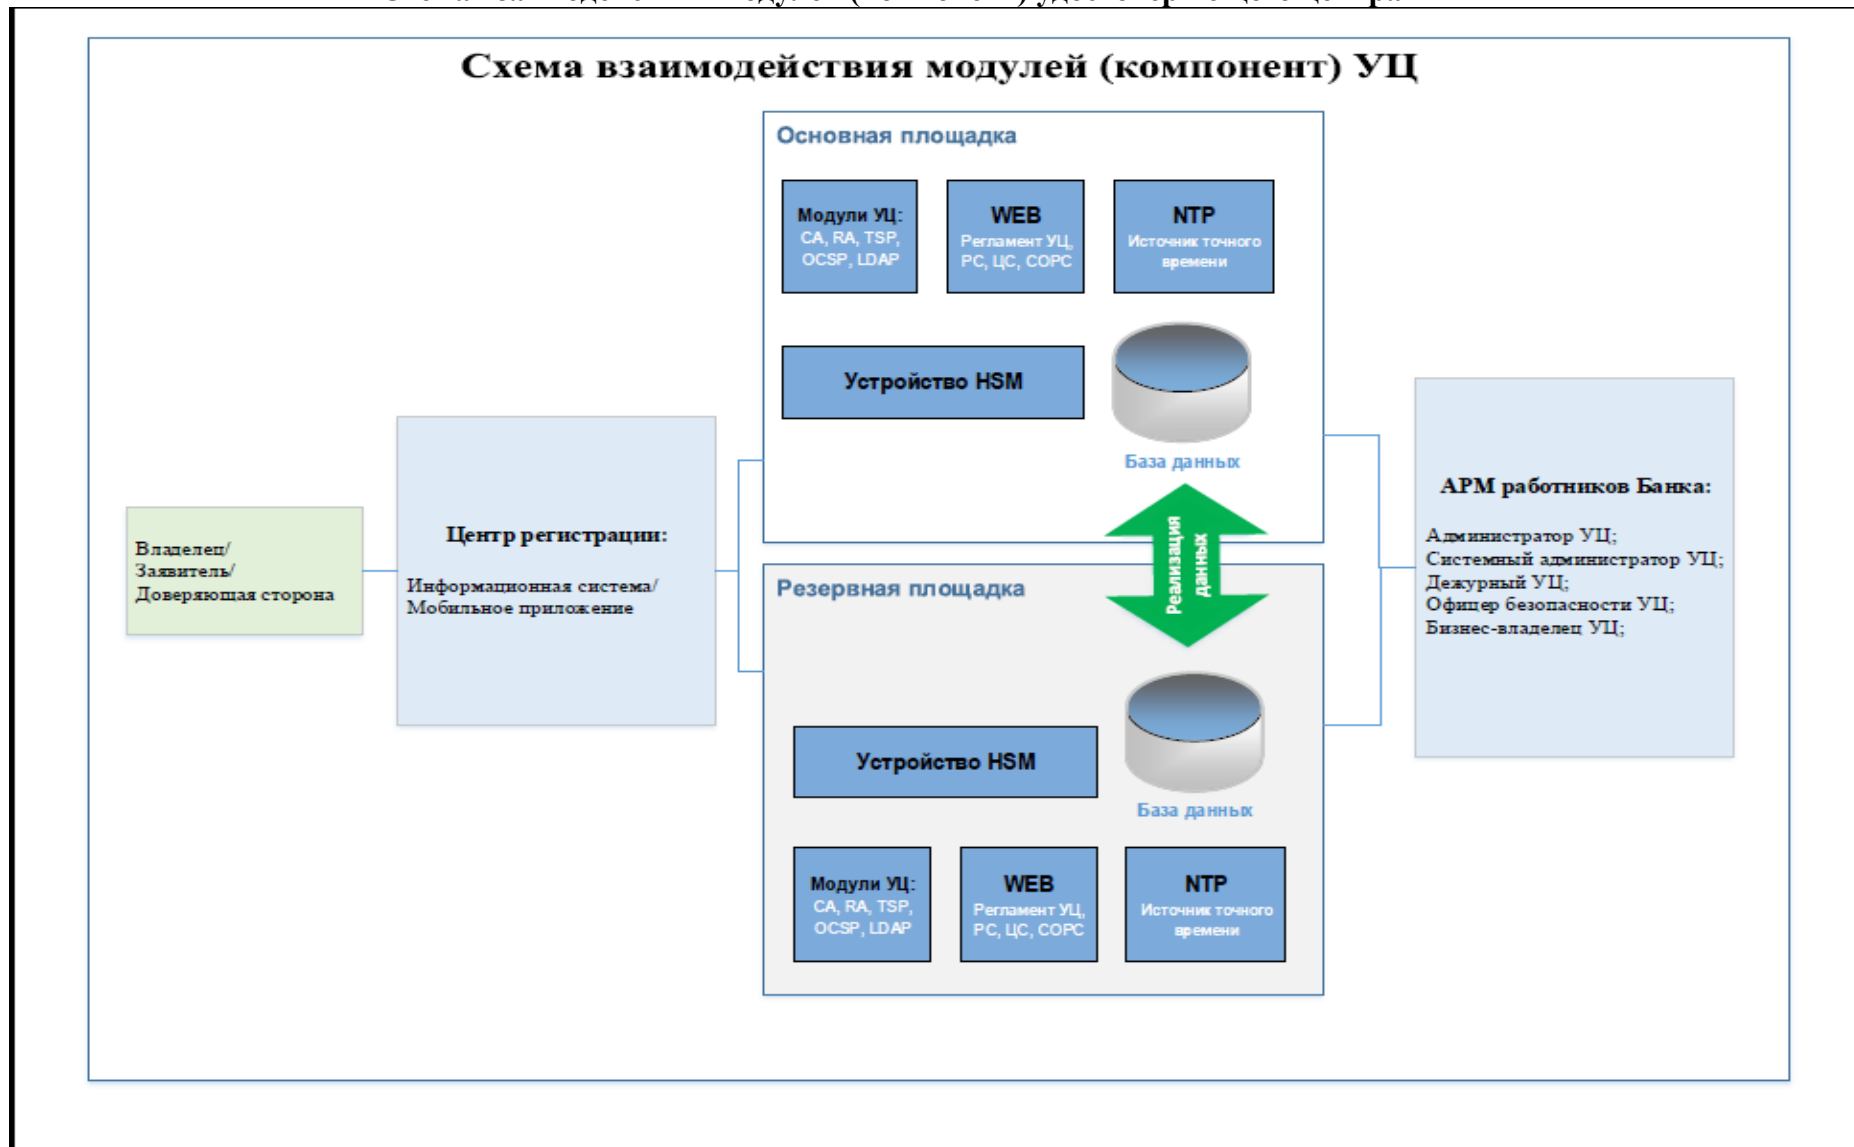 Схема взаимодействия модулей (компонент) УЦ
Основная площадка
Модули УЦ:
CA, RA, TSP,
OCSP, LDAP
WEB
Регламент УЦ,
РС, ЦС, СОРС
NTP
Источник точного
времени
Устройство HSM
База данных
Владелец/
Заявитель/
Доверяющая сторона
Центр регистрации:
Информационная система/
Мобильное приложение
Реализация
данных
АРМ работников Банка:
Администратор УЦ;
Системный администратор УЦ;
Дежурный УЦ;
Офицер безопасности УЦ;
Бизнес-владелец УЦ;
Резервная площадка
Устройство HSM
База данных
Модули УЦ:
CA, RA, TSP,
OCSP, LDAP
WEB
Регламент УЦ,
РС, ЦС, СОРС
NTP
Источник точного
времени